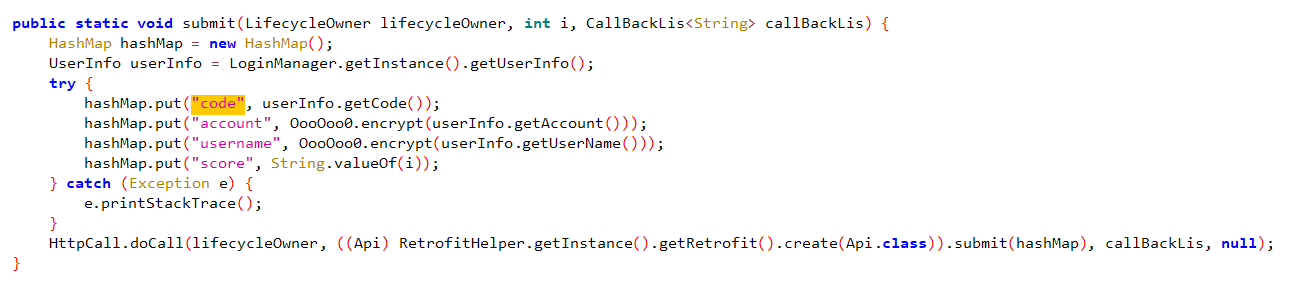 public static void submit(LifecycleOwner lifecycleOwner, int i, CallBackLis<String> callBackLis) {
HashMap hashMap = new HashMap();
UserInfo userInfo = LoginManager.getInstance().getUserInfo();
try {
hashMap.put("code", userInfo.getCode());
hashMap.put("account", OooOoo0.encrypt(userInfo.getAccount()));
hashMap.put("username", OooOoo0.encrypt(userInfo.getUserName()));
hashMap.put("score", String.valueOf(i));
} catch (Exception e) {
e.printStackTrace();
}
HttpCall.doCall(lifecycleOwner, ((Api) RetrofitHelper.getInstance().getRetrofit().create(Api.class)).submit(hashMap), callBackLis, null);
}